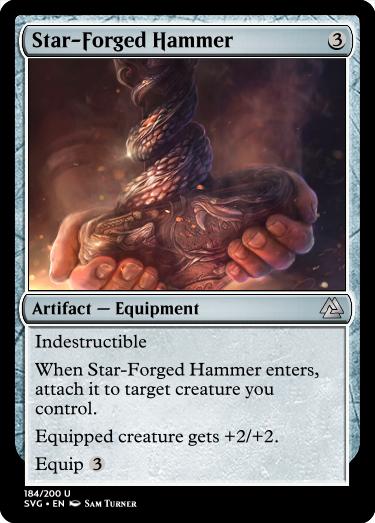 Star-Forged Hammer 3
Artifact — Equipment
Indestructible
When Star-Forged Hammer enters,
attach it to target creature you
control.
Equipped creature gets +2/+2.
Equip 3
184/200 U
SVG • EN Sam Turner